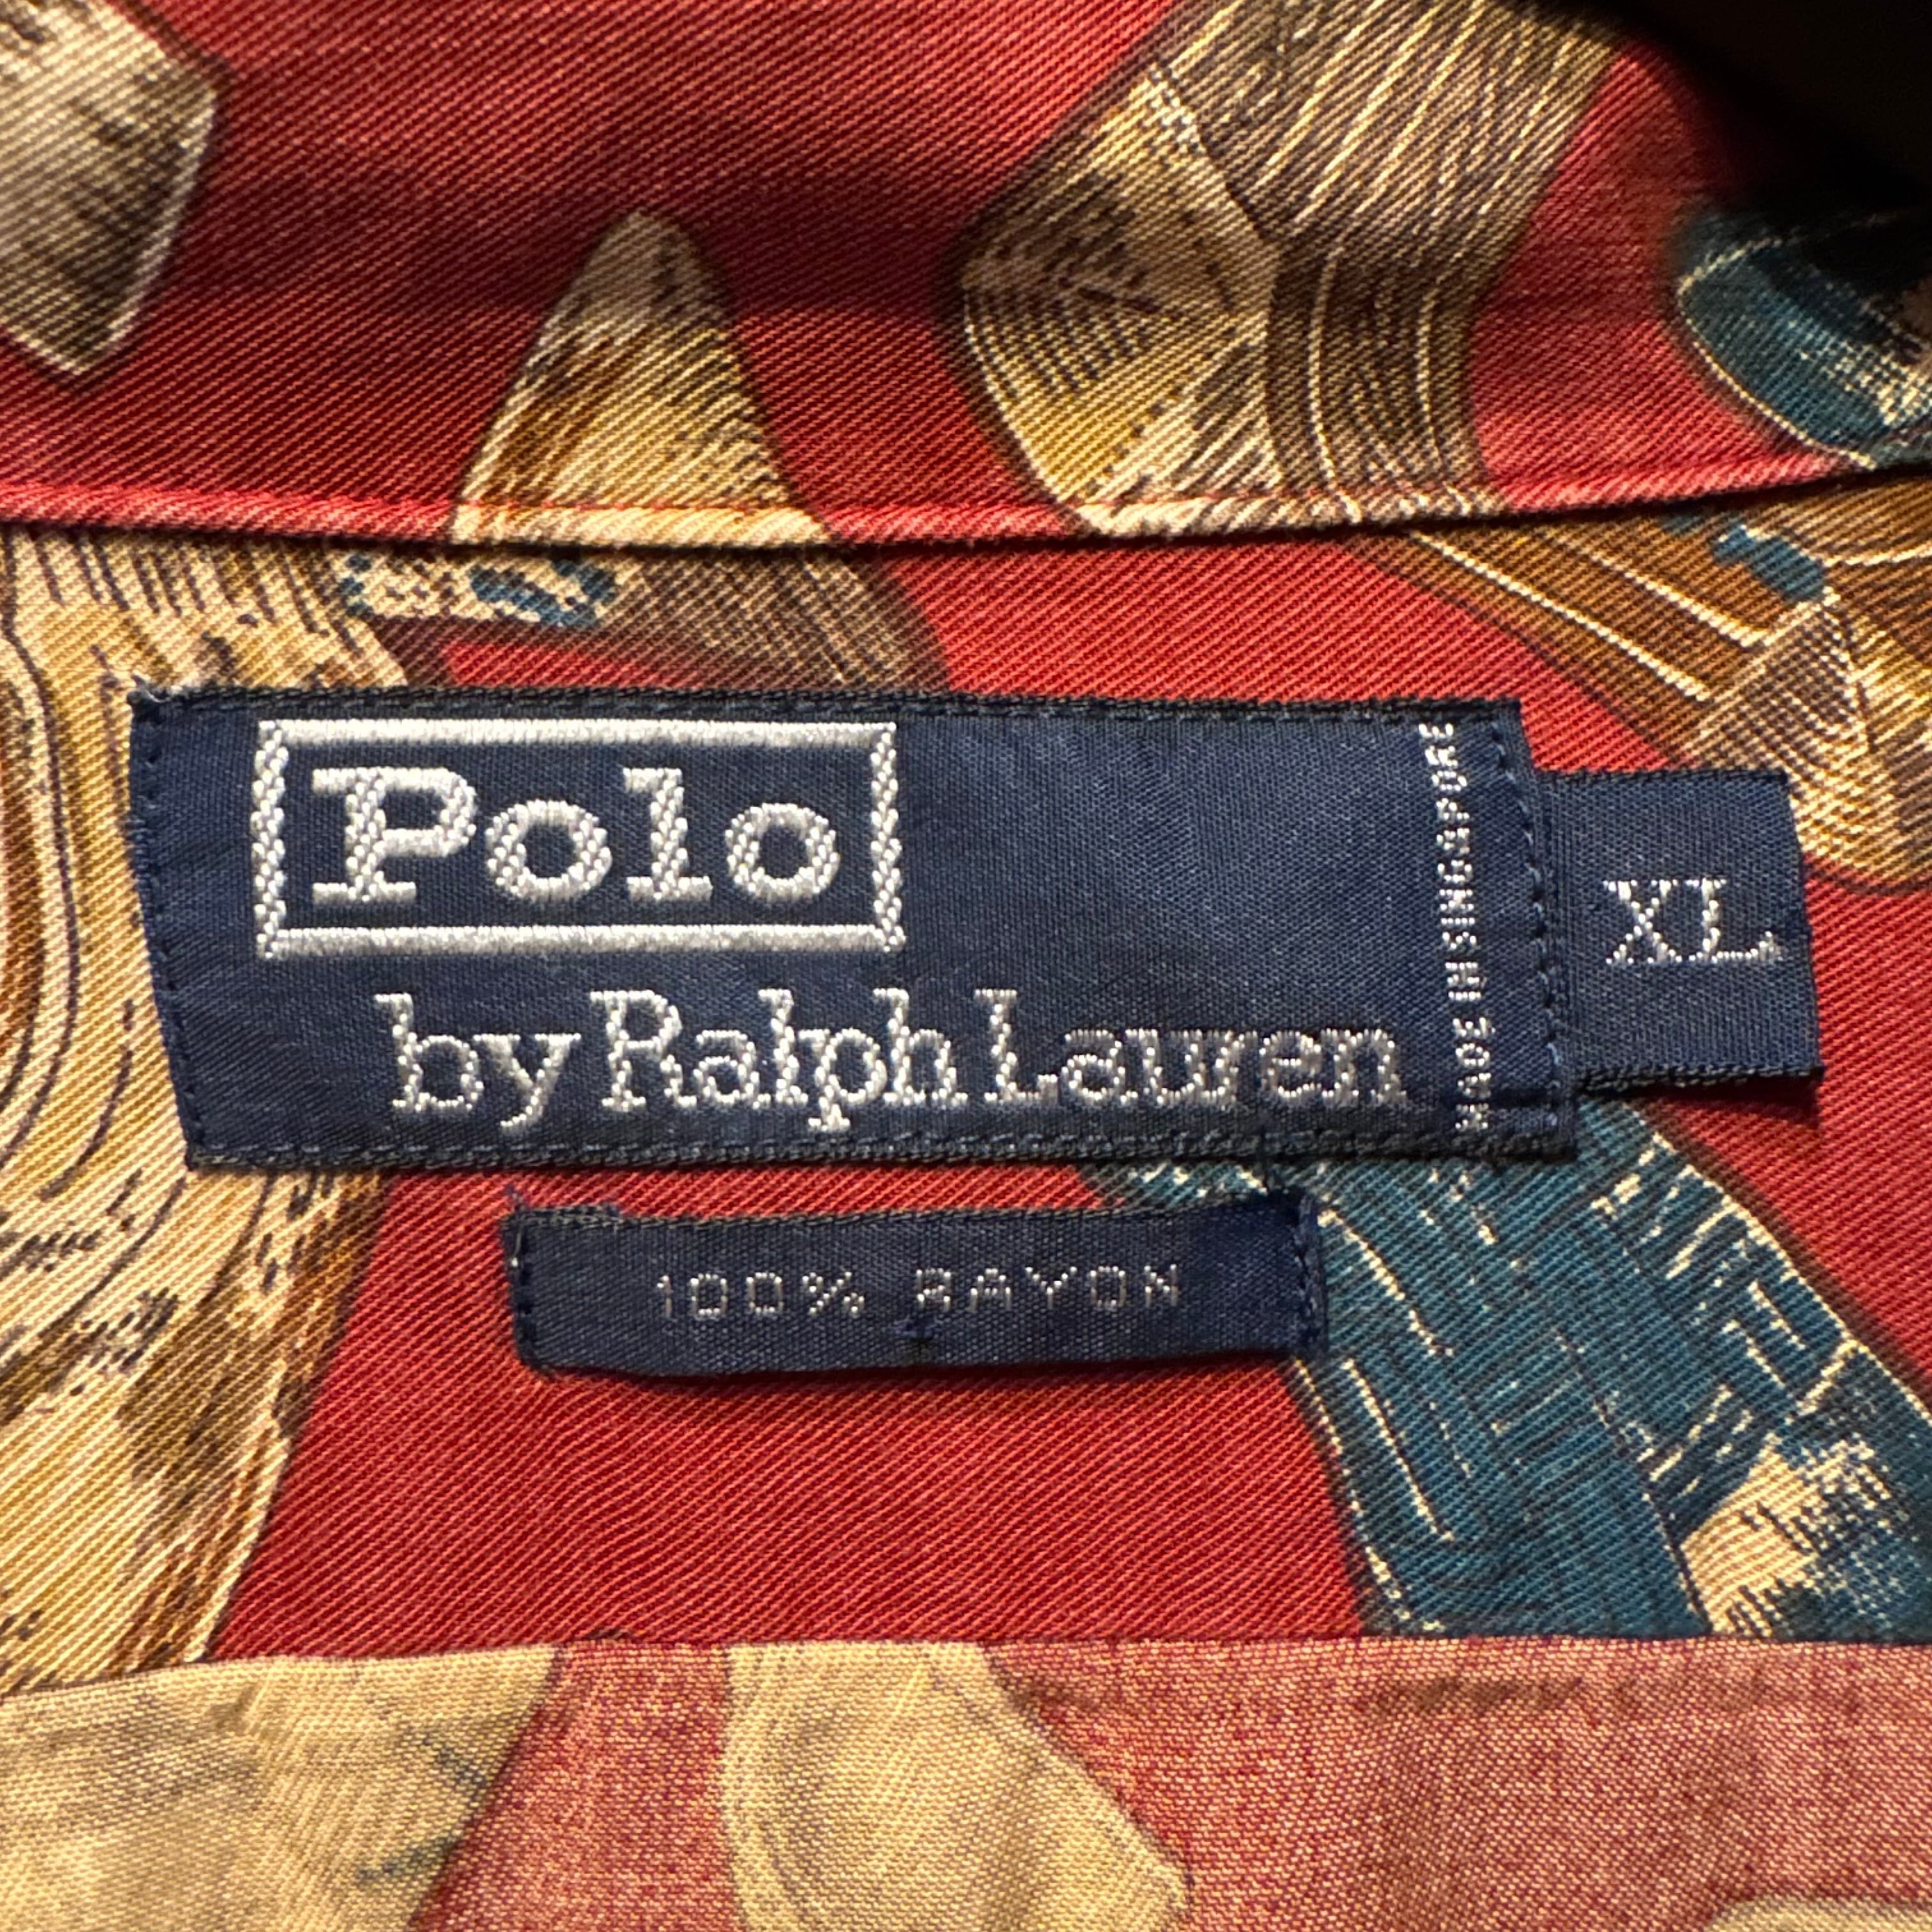 Polo
by Ralph Lauren
MADE IN SINGAPORE
XL
100% RAYON